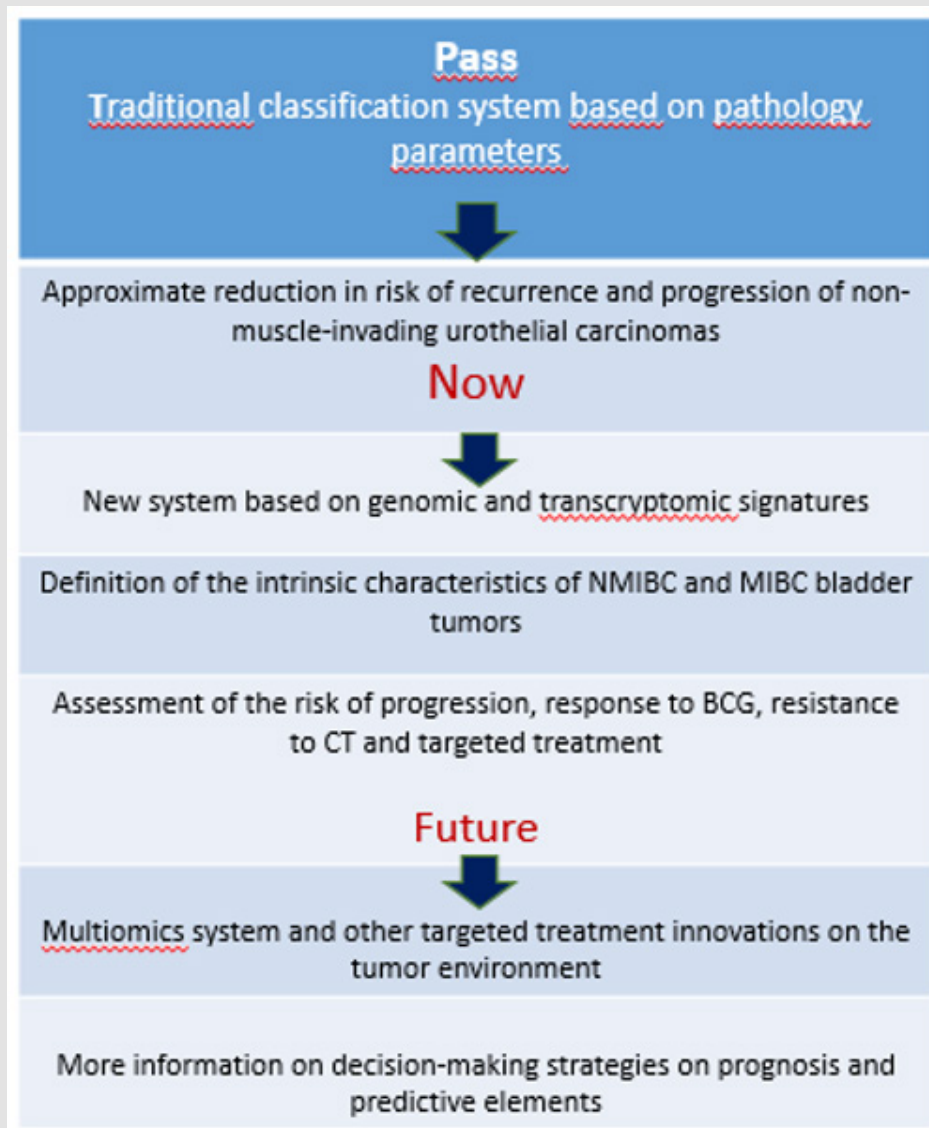 Pass
Traditional classification system based on pathology
parameters
Approximate reduction in risk of recurrence and progression of non-
muscle-invading urothelial carcinomas
Now
New system based on genomic and transcryptomic signatures
Definition of the intrinsic characteristics of NMIBC and MIBC bladder
tumors
Assessment of the risk of progression, response to BCG, resistance
to CT and targeted treatment
Future
Multiomics system and other targeted treatment innovations on the
tumor environment
More information on decision-making strategies on prognosis and
predictive elements